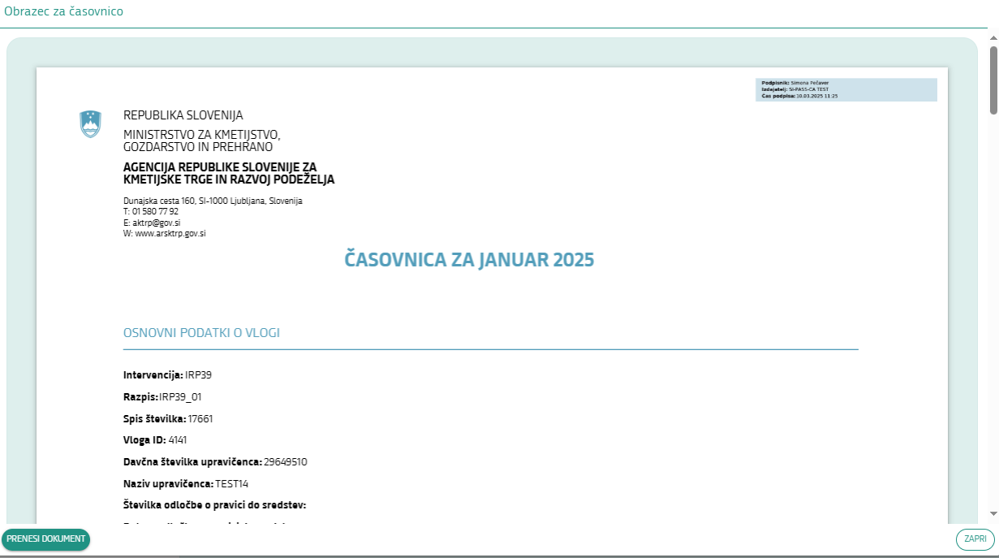 Obrazec za časovnico
Podpisnik: Simona Pečaver
Izdajatelj: SI-PASS-CA TEST
Čas podpisa: 10.03.2025 11:25
REPUBLIKA SLOVENIJA
MINISTRSTVO ZA KMETIJSTVO,
GOZDARSTVO IN PREHRANO
AGENCIJA REPUBLIKE SLOVENIJE ZA
KMETIJSKE TRGE IN RAZVOJ PODEŽELJA
Dunajska cesta 160, SI-1000 Ljubljana, Slovenija
T: 01 580 77 92
E: aktrp@gov.si
W: www.arsktrp.gov.si
ČASOVNICA ZA JANUAR 2025
OSNOVNI PODATKI O VLOGI
Intervencija: IRP39
Razpis: IRP39_01
Spis številka: 17661
Vloga ID: 4141
Davčna številka upravičenca: 29649510
Naziv upravičenca: TEST14
Številka odločbe o pravici do sredstev:
PRENESI DOKUMENT
ZAPRI